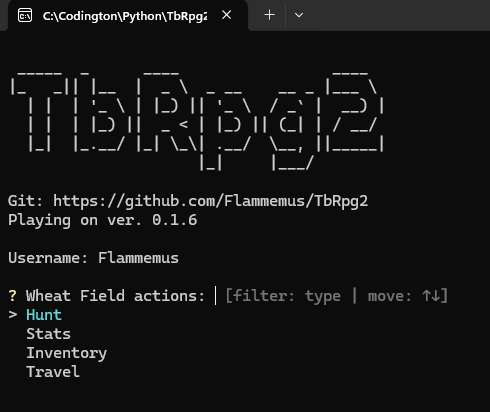 C:\Codington\Python\TbRpg2
TbRpg2
Git: https://github.com/Flammemus/TbRpg2
Playing on ver. 0.1.6
Username: Flammemus
? Wheat Field actions: [filter: type | move: ↑↓]
> Hunt
Stats
Inventory
Travel